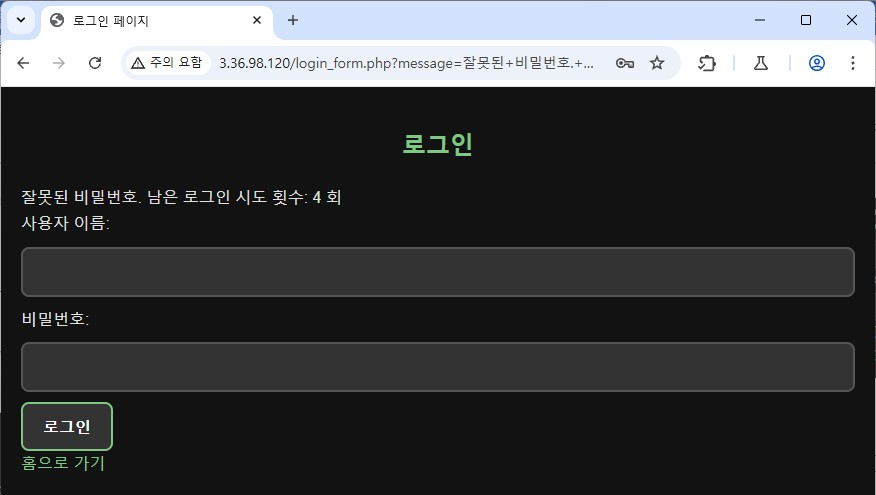 로그인 페이지
주의 요함
3.36.98.120/login_form.php?message=잘못된+비밀번호.+...
로그인
잘못된 비밀번호. 남은 로그인 시도 횟수: 4 회
사용자 이름:
비밀번호:
로그인
홈으로 가기